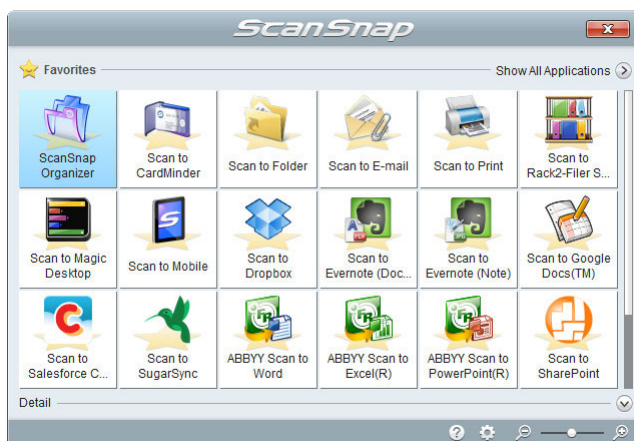 ScanSnap
Favorites
Show All Applications
ScanSnap
Organizer
Scan to
CardMinder
Scan to Folder
Scan to E-mail
Scan to Print
Scan to
Rack2-Filer S...
Scan to Magic
Desktop
Scan to Mobile
Scan to
Dropbox
Scan to
Evernote (Doc...
Scan to
Evernote (Note)
Scan to Google
Docs(TM)
Scan to
Salesforce C...
Scan to
SugarSync
ABBYY Scan to
Word
ABBYY Scan to
Excel(R)
ABBYY Scan to
PowerPoint(R)
Scan to
SharePoint
Detail